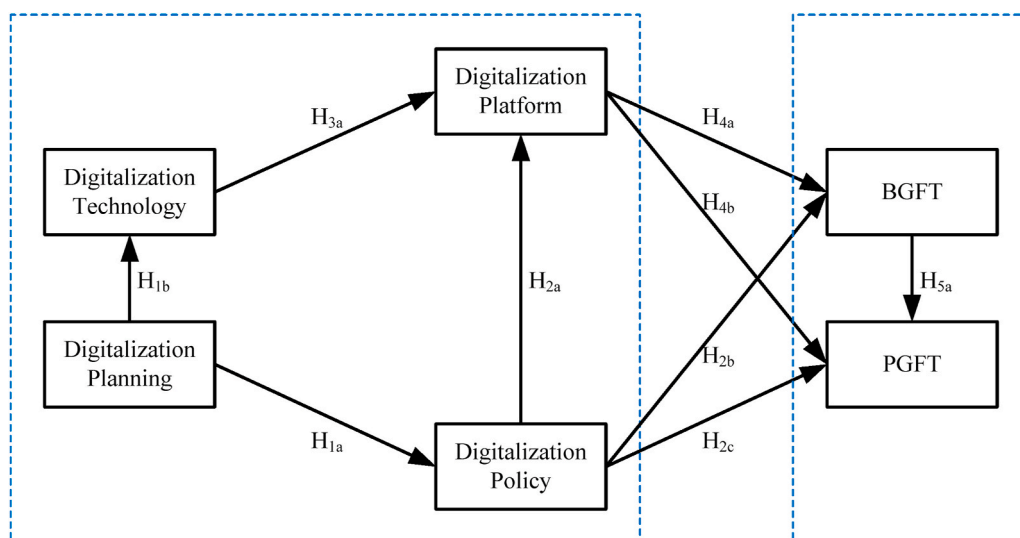 Digitalization
Platform
H3a
H4a
Digitalization
Technology
BGFT
H4b
H1b
H2a
H5a
Digitalization
Planning
H2b
PGFT
H1a
Digitalization
Policy
H2c